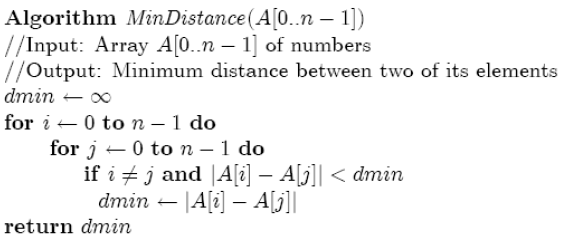 Algorithm MinDistance(A[0..n − 1])
//Input: Array A[0..n − 1] of numbers
//Output: Minimum distance between two of its elements
dmin ← ∞
for i ← 0 to n − 1 do
for j ← 0 to n − 1 do
if i ≠ j and |A[i] − A[j]| < dmin
dmin ← |A[i] − A[j]|
return dmin